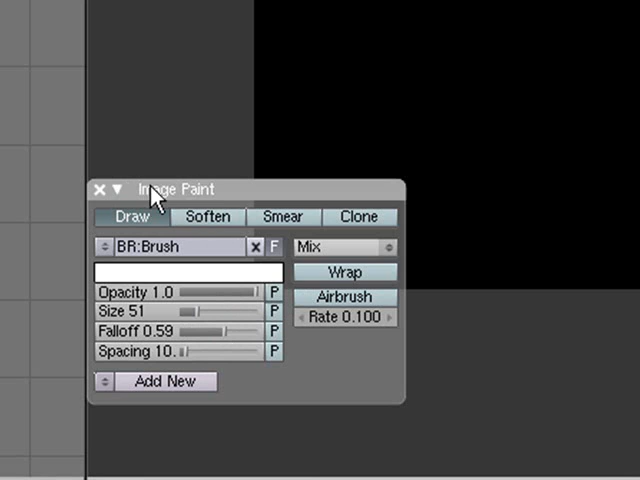 Image Paint
Draw Soften Smear Clone
BR:Brush F Mix
Wrap
Opacity 1.0 P Airbrush
Size 51 P Rate 0.100
Falloff 0.59 P
Spacing 10. P
Add New